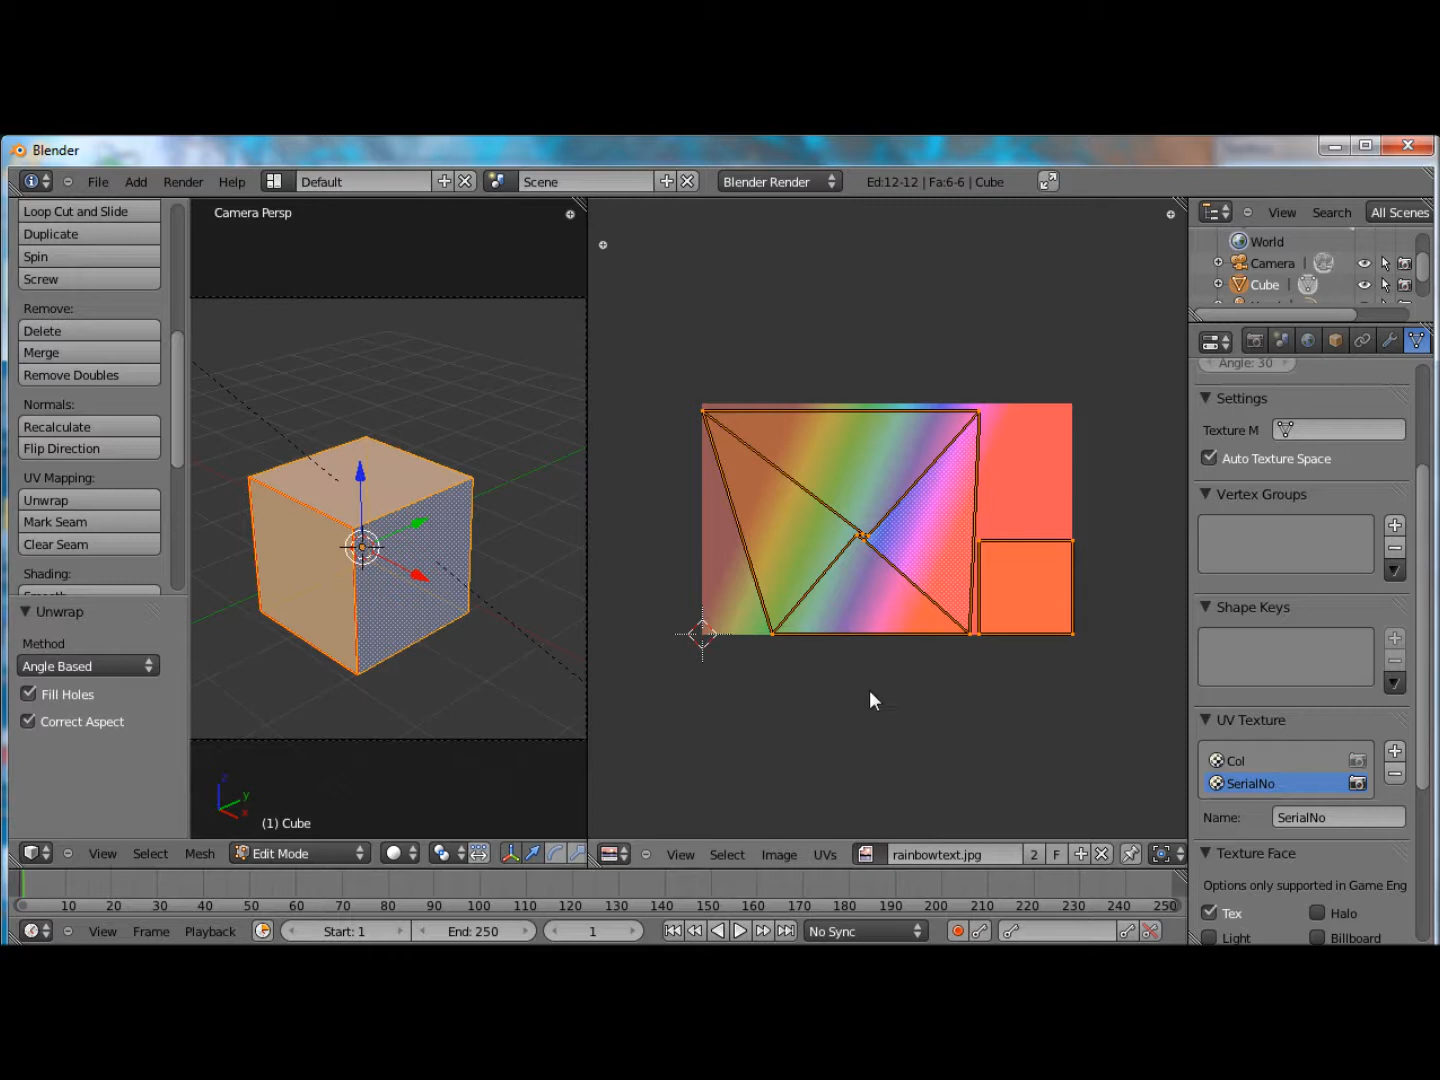 Blender
File Add Render Help Default Scene Blender Render Ed:12-12 | Fa:6-6 | Cube
Loop Cut and Slide
Duplicate
Spin
Screw
Remove:
Delete
Merge
Remove Doubles
Normals:
Recalculate
Flip Direction
UV Mapping:
Unwrap
Mark Seam
Clear Seam
Shading:
Unwrap
Method
Angle Based
Fill Holes
Correct Aspect
Camera Persp
z
y
x
(1) Cube
View Select Mesh Edit Mode
View Select Image UVs rainbowtext.jpg 2 F
View Search All Scenes
World
Camera
Cube
Angle: 30
Settings
Texture M
Auto Texture Space
Vertex Groups
Shape Keys
UV Texture
Col
SerialNo
Name: SerialNo
Texture Face
Options only supported in Game Eng
Tex Halo
Light Billboard
10 20 30 40 50 60 70 80 90 100 110 120 130 140 150 160 170 180 190 200 210 220 230 240 250
View Frame Playback Start: 1 End: 250 1 No Sync